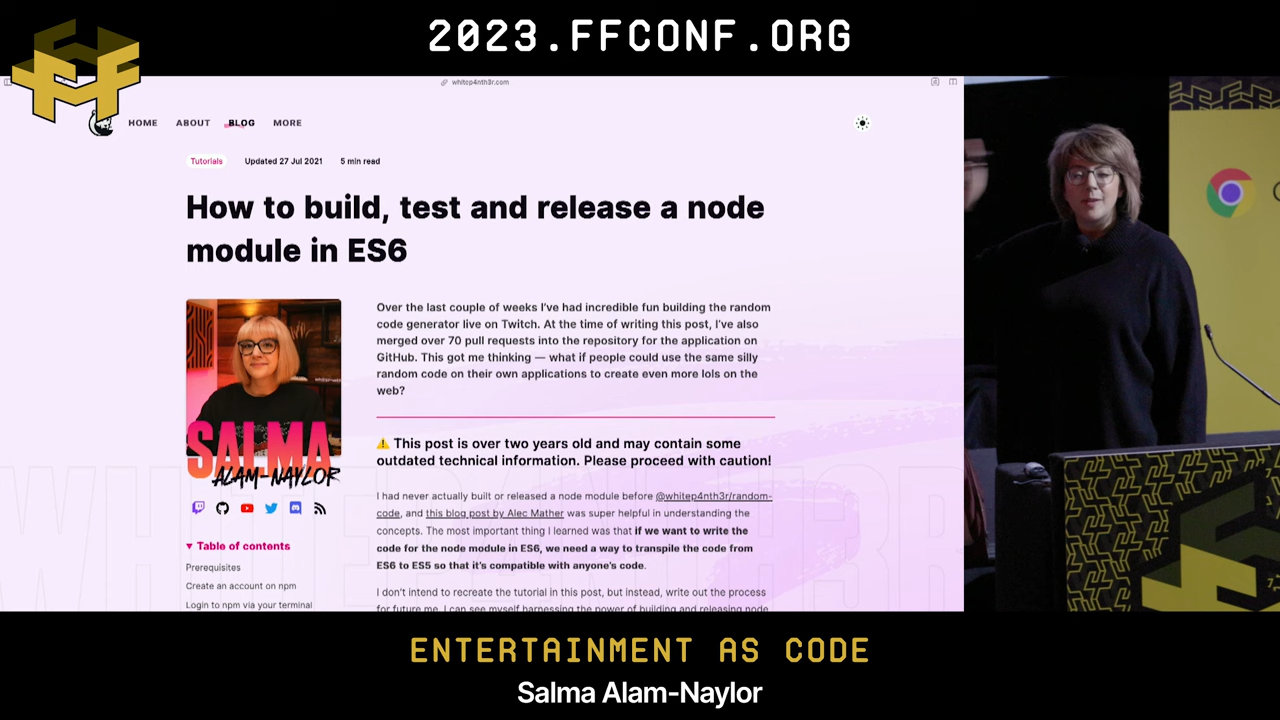 2023.FFCONF.ORG
whitep4nth3r.com
HOME ABOUT BLOG MORE
Tutorials Updated 27 Jul 2021 5 min read
How to build, test and release a node
module in ES6
Over the last couple of weeks I've had incredible fun building the random
code generator live on Twitch. At the time of writing this post, I've also
merged over 70 pull requests into the repository for the application on
GitHub. This got me thinking — what if people could use the same silly
random code on their own applications to create even more lols on the
web?
SALMA
ALAM-NAYLOR
⚠️ This post is over two years old and may contain some
outdated technical information. Please proceed with caution!
I had never actually built or released a node module before @whitep4nth3r/random-
code, and this blog post by Alec Mather was super helpful in understanding the
concepts. The most important thing I learned was that if we want to write the
code for the node module in ES6, we need a way to transpile the code from
ES6 to ES5 so that it's compatible with anyone's code.
I don't intend to recreate the tutorial in this post, but instead, write out the process
for future me. I can see myself harnessing the power of building and releasing node
▼ Table of contents
Prerequisites
Create an account on npm
Login to npm via your terminal
ENTERTAINMENT AS CODE
Salma Alam-Naylor